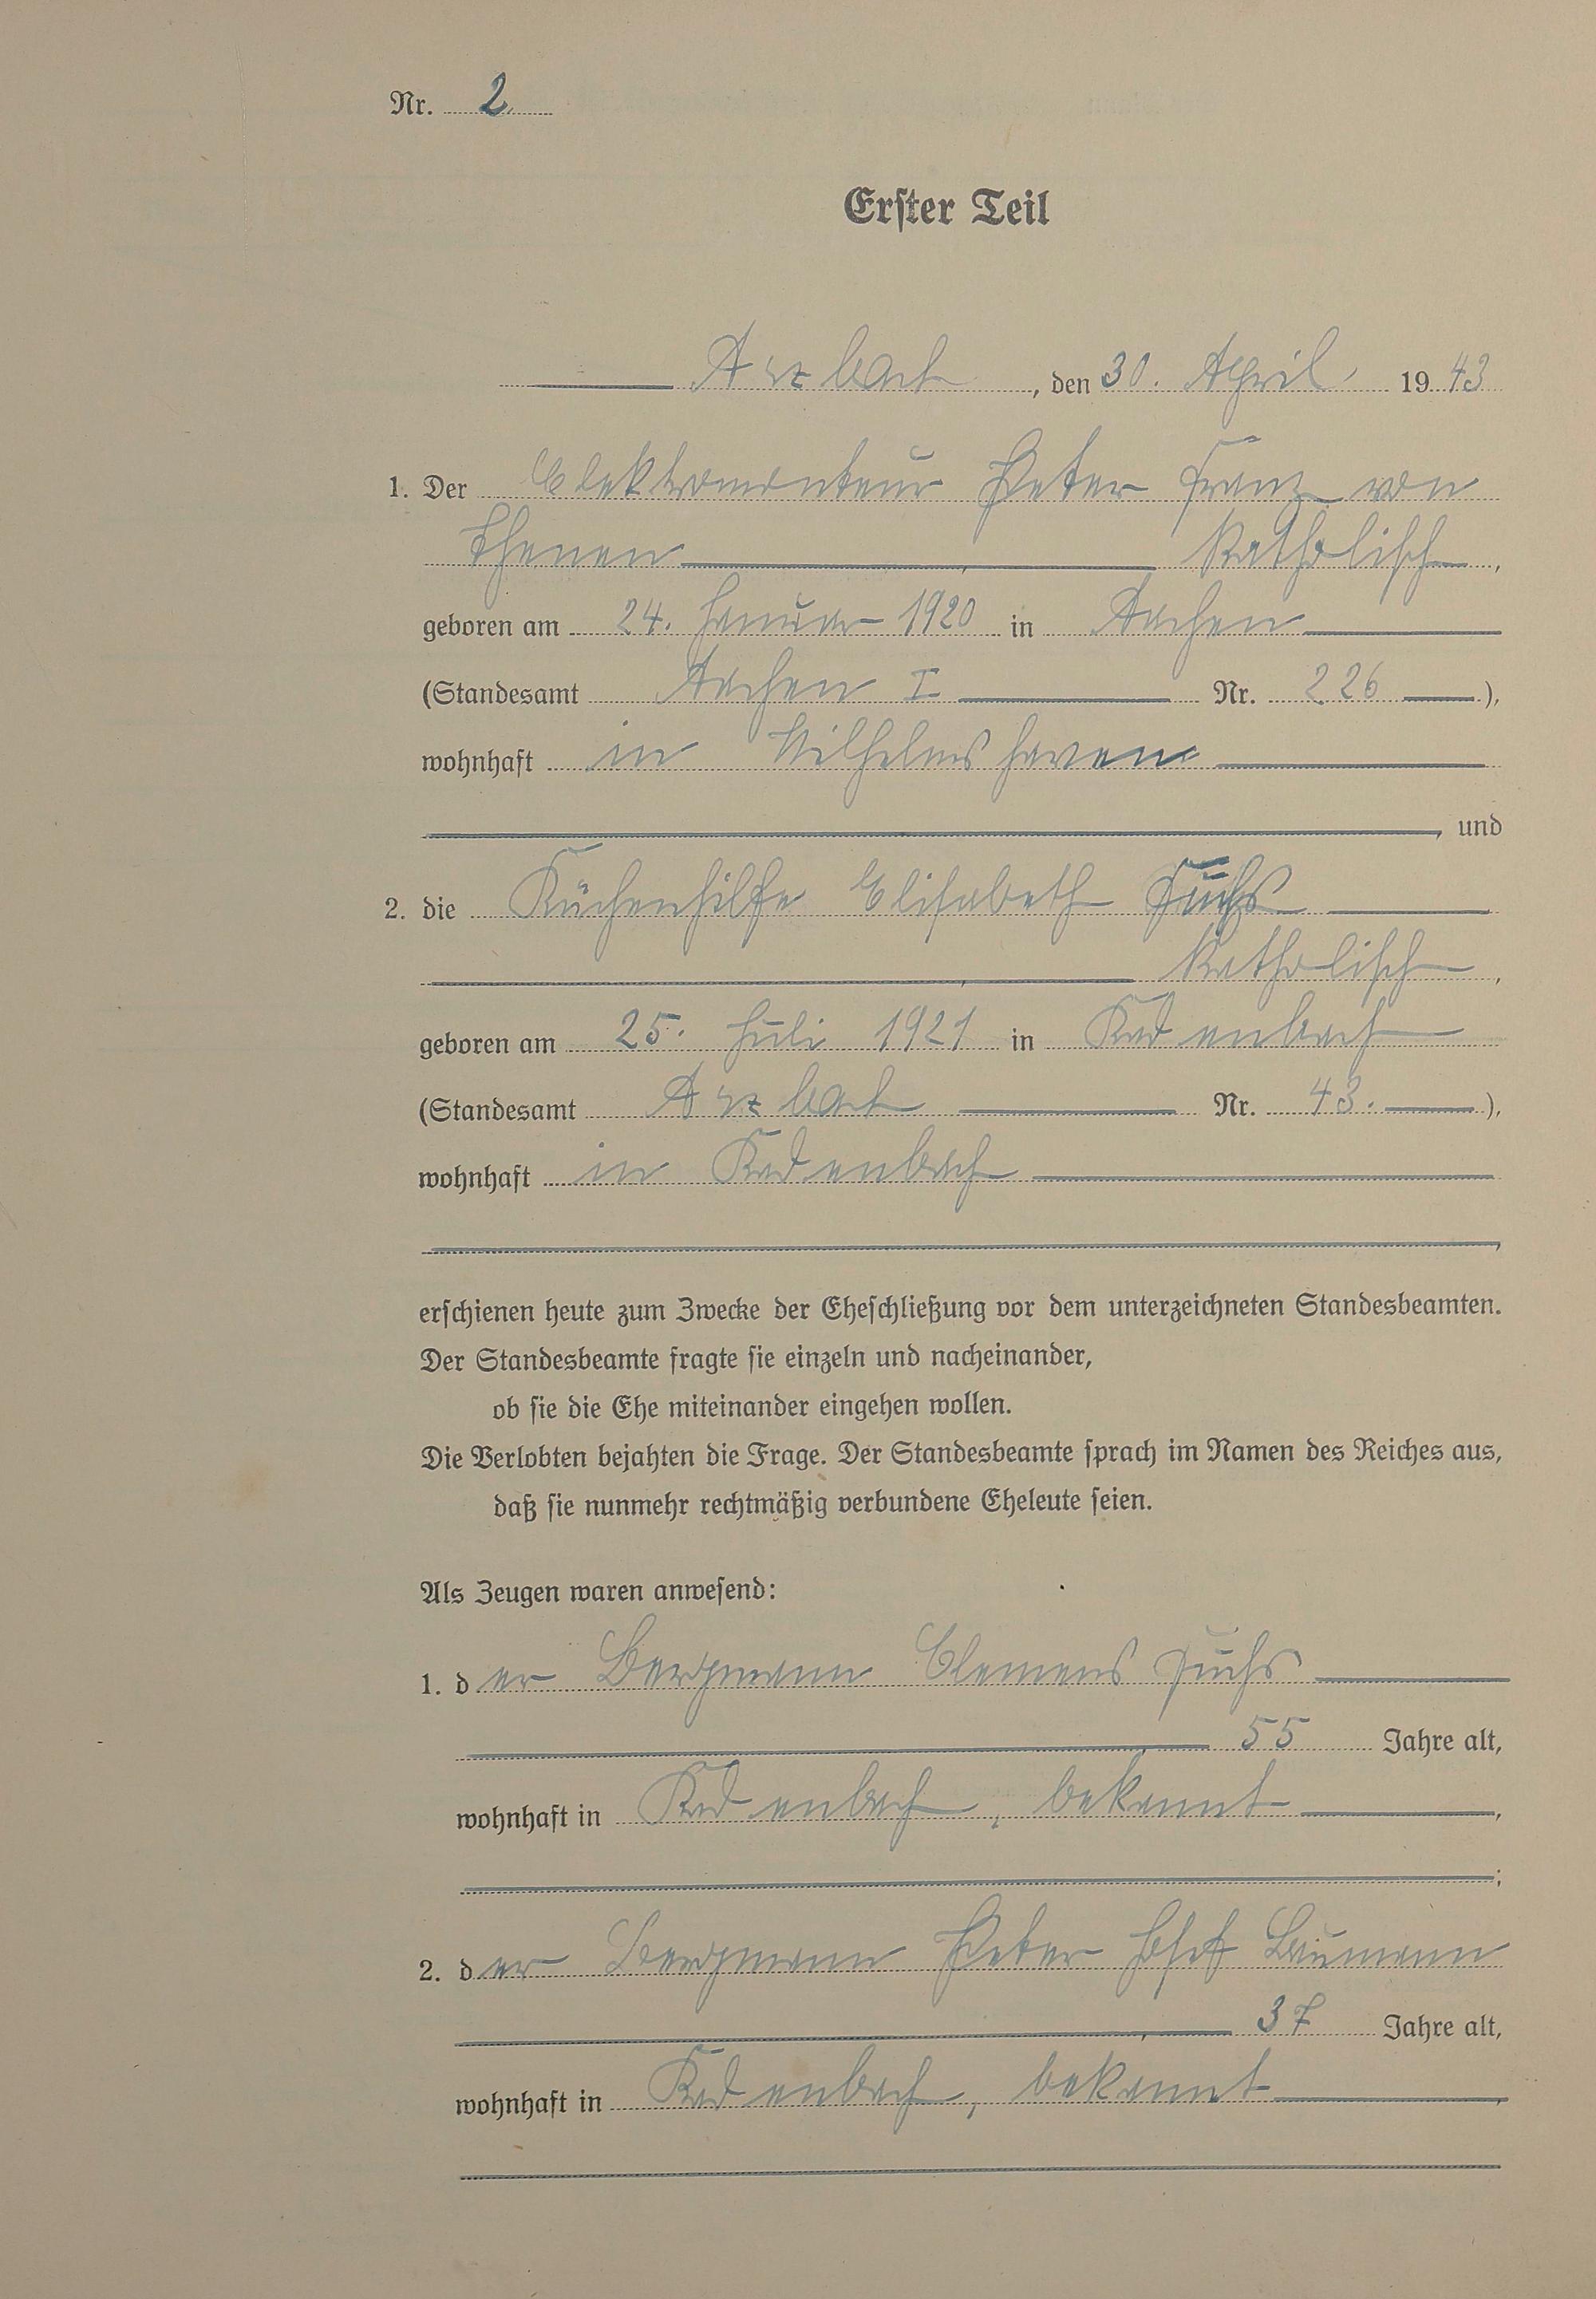 Nr. 2
Erster Teil
Arzbach, den 30. April 1943
1. Der Elektromonteur Peter Franz von
Thenen katholisch,
geboren am 24. Januar 1920 in Aachen
(Standesamt Aachen I Nr. 226),
wohnhaft in Wilhelmshaven
, und
2. die Küchenhilfe Elisabeth Fuchs
katholisch,
geboren am 25. Juli 1921 in Kadenbach
(Standesamt Arzbach Nr. 43.),
wohnhaft in Kadenbach
,
erschienen heute zum Zwecke der Eheschließung vor dem unterzeichneten Standesbeamten.
Der Standesbeamte fragte sie einzeln und nacheinander,
ob sie die Ehe miteinander eingehen wollen.
Die Verlobten bejahten die Frage. Der Standesbeamte sprach im Namen des Reiches aus,
daß sie nunmehr rechtmäßig verbundene Eheleute seien.
Als Zeugen waren anwesend:
1. der Bergmann Clemens Fuchs
55 Jahre alt,
wohnhaft in Kadenbach, bekannt,
;
2. der Bergmann Peter Josef Baumann
37 Jahre alt,
wohnhaft in Kadenbach, bekannt